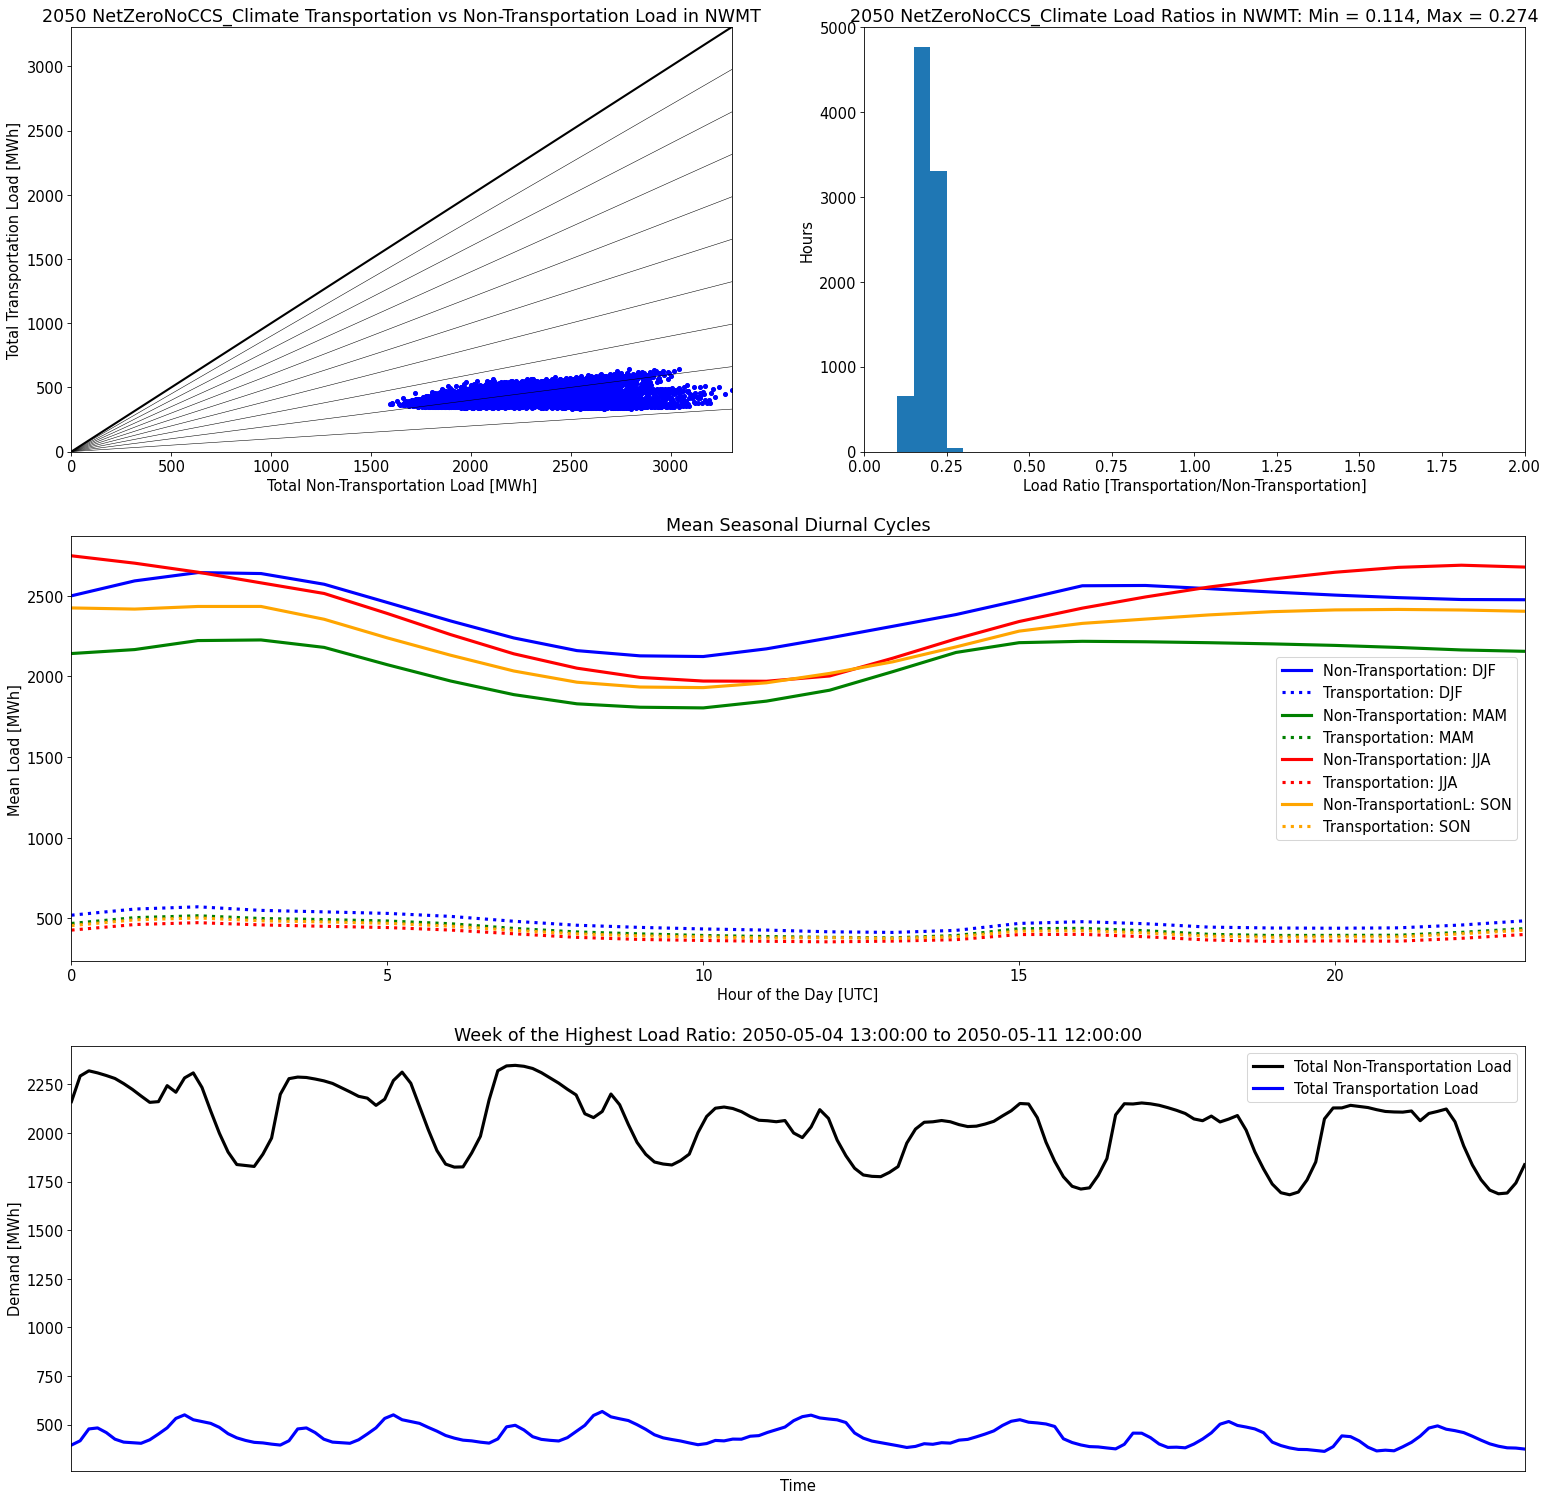 2050 NetZeroNoCCS_Climate Transportation vs Non-Transportation Load in NWMT
Total Transportation Load [MWh]
3000
2500
2000
1500
1000
500
0
0 500 1000 1500 2000 2500 3000
Total Non-Transportation Load [MWh]
2050 NetZeroNoCCS_Climate Load Ratios in NWMT: Min = 0.114, Max = 0.274
Hours
5000
4000
3000
2000
1000
0
0.00 0.25 0.50 0.75 1.00 1.25 1.50 1.75 2.00
Load Ratio [Transportation/Non-Transportation]
Mean Seasonal Diurnal Cycles
Mean Load [MWh]
2500
2000
1500
1000
500
Non-Transportation: DJF
Transportation: DJF
Non-Transportation: MAM
Transportation: MAM
Non-Transportation: JJA
Transportation: JJA
Non-TransportationL: SON
Transportation: SON
0 5 10 15 20
Hour of the Day [UTC]
Week of the Highest Load Ratio: 2050-05-04 13:00:00 to 2050-05-11 12:00:00
Demand [MWh]
2250
2000
1750
1500
1250
1000
750
500
Total Non-Transportation Load
Total Transportation Load
Time